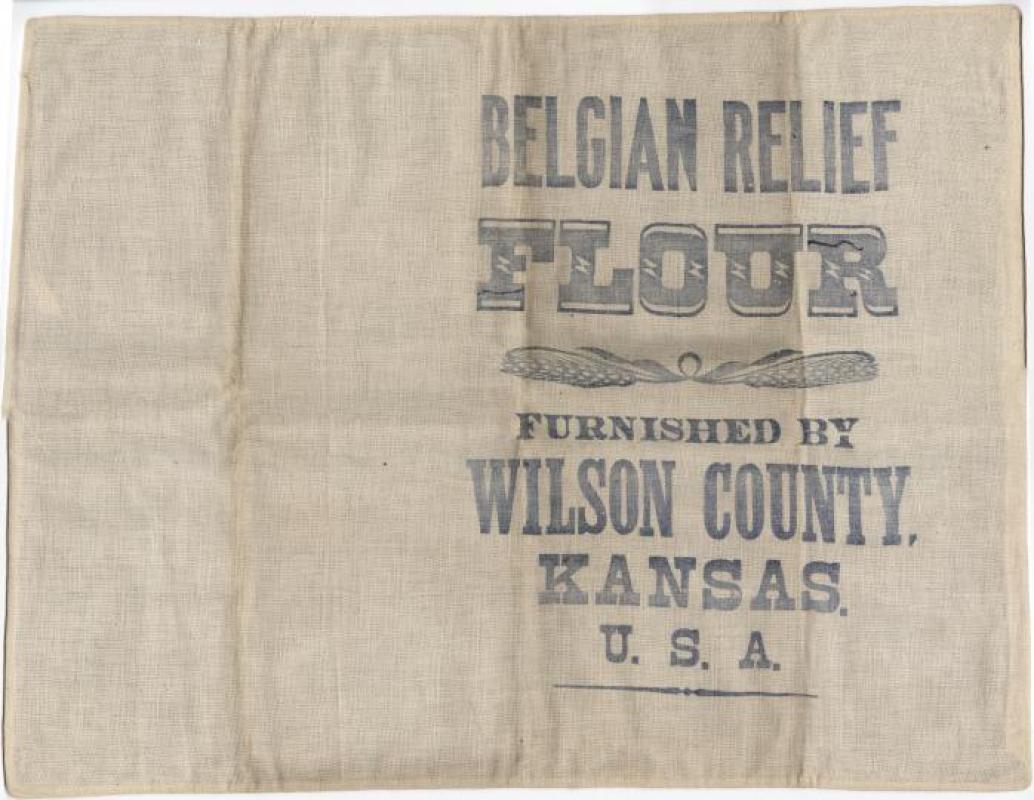 BELGIAN RELIEF
FLOUR
FURNISHED BY
WILSON COUNTY,
KANSAS.
U. S. A.